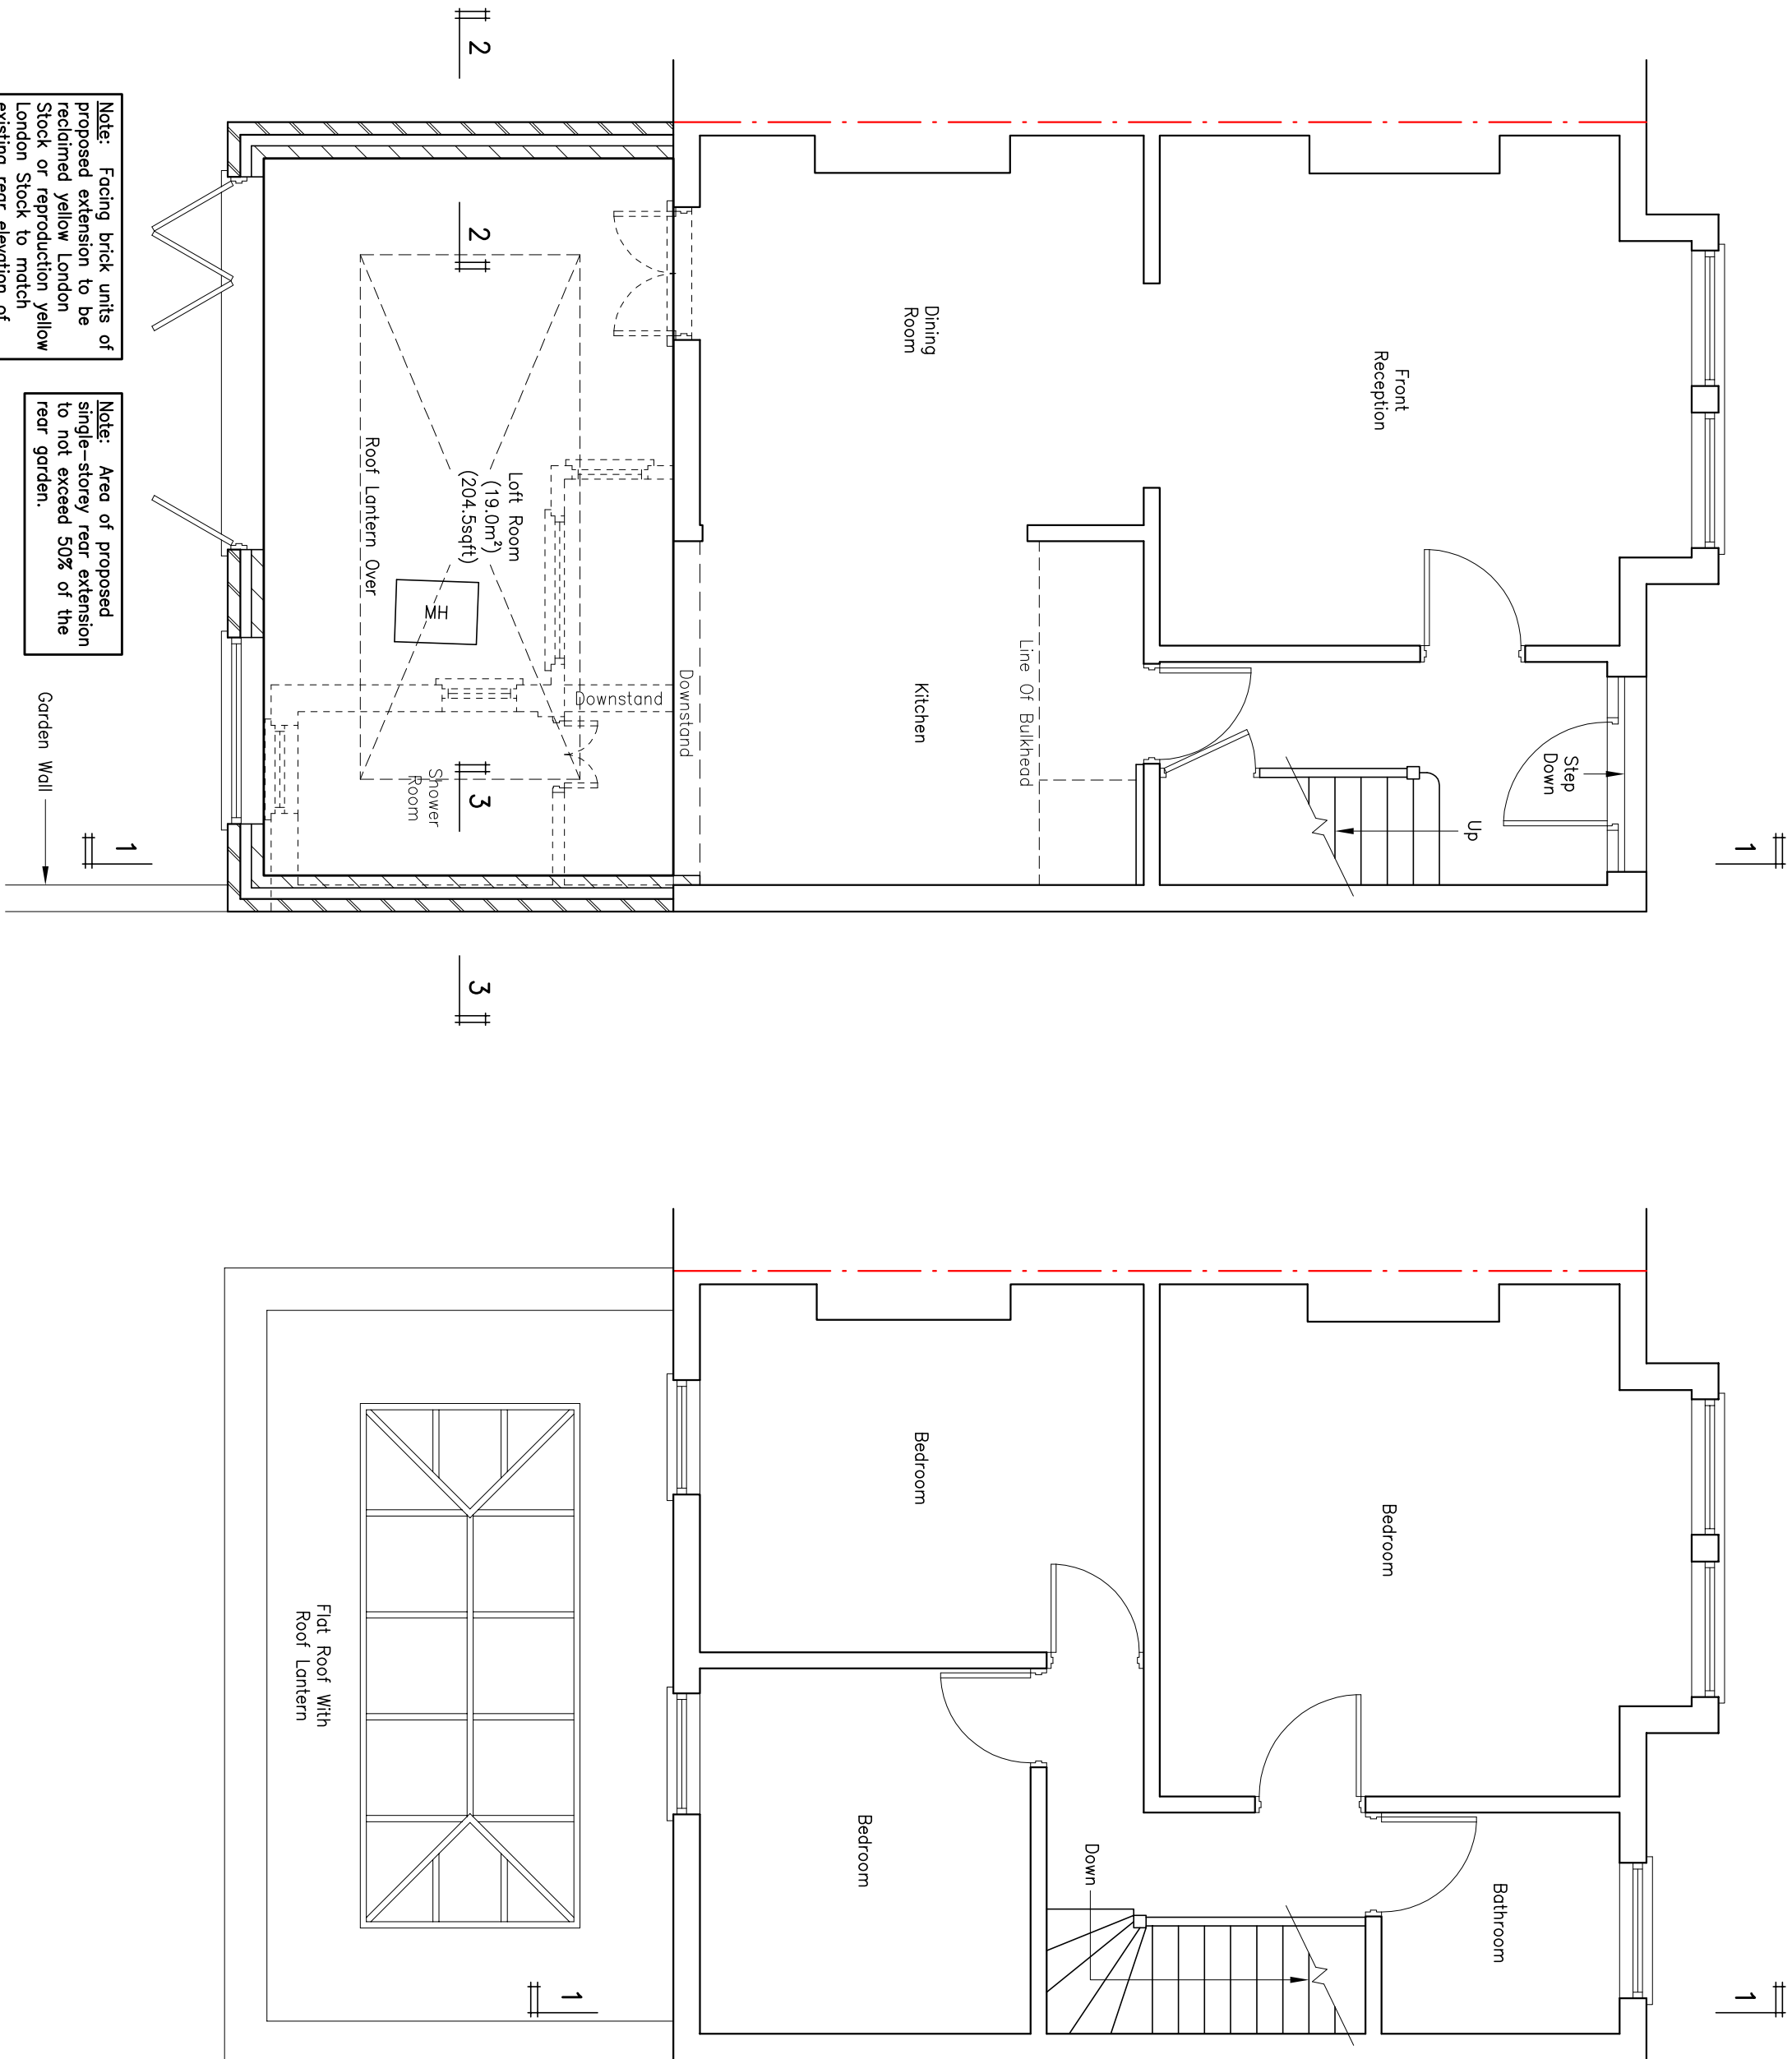 Note: Facing brick units of
proposed extension to be
reclaimed yellow London
Stock or reproduction yellow
London Stock to match
existing rear elevation of
Note: Area of proposed
single-storey rear extension
to not exceed 50% of the
rear garden.
Garden Wall
1
1
2
2
3
3
Front
Reception
Dining
Room
Kitchen
Line Of Bulkhead
Step
Down
Up
Downstand
Downstand
Loft Room
(19.0m²)
(204.5sqft)
MH
Roof Lantern Over
Shower
Room
Bedroom
Bedroom
Bedroom
Bathroom
Down
Flat Roof With
Roof Lantern
1
1